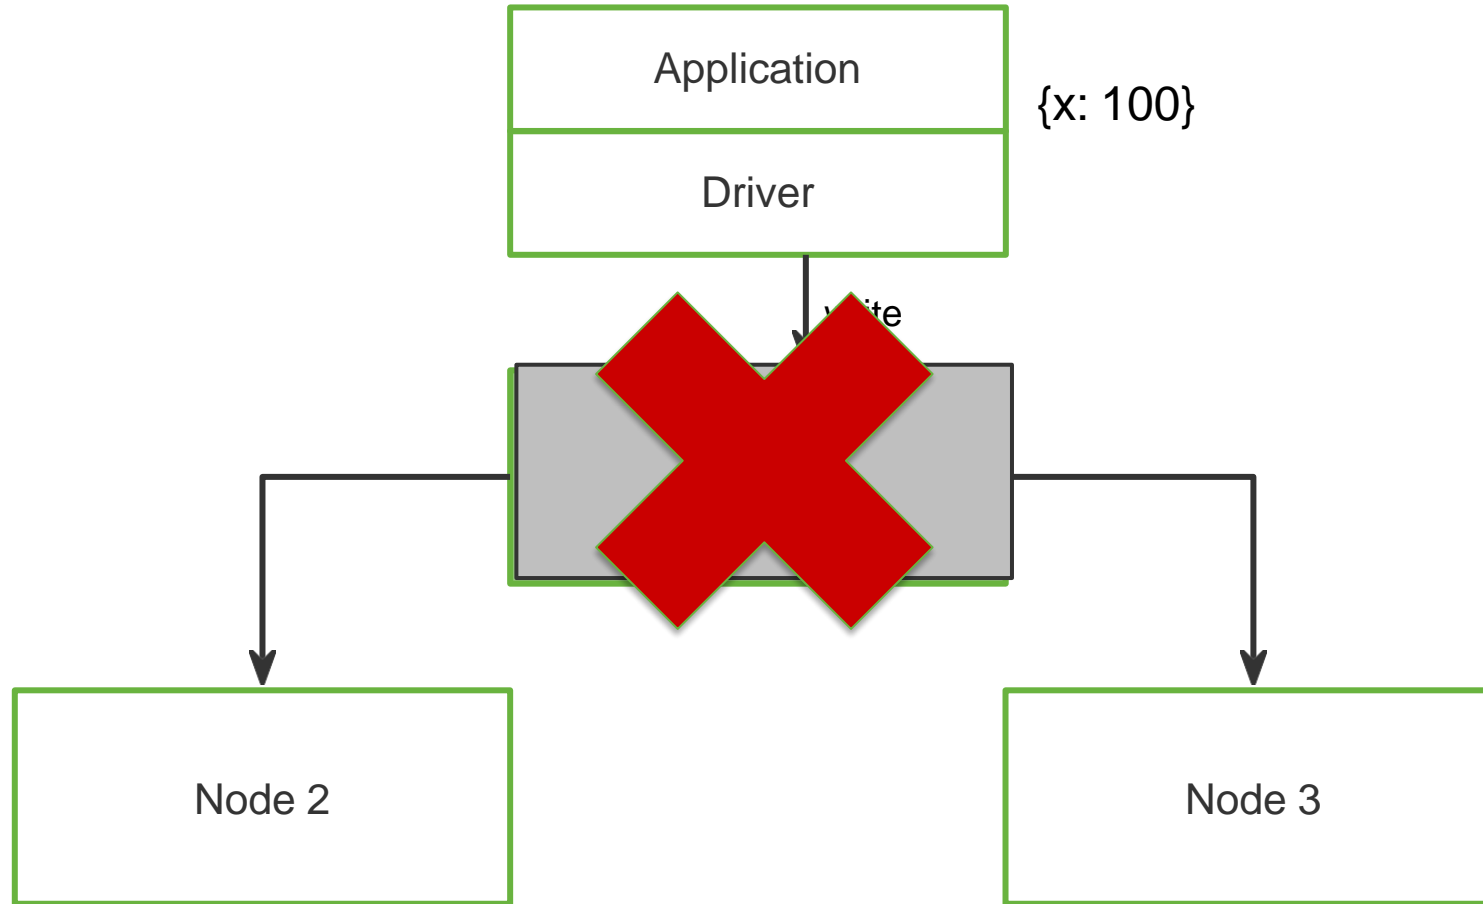 Application
{x: 100}
Driver
Node 2
Node 3